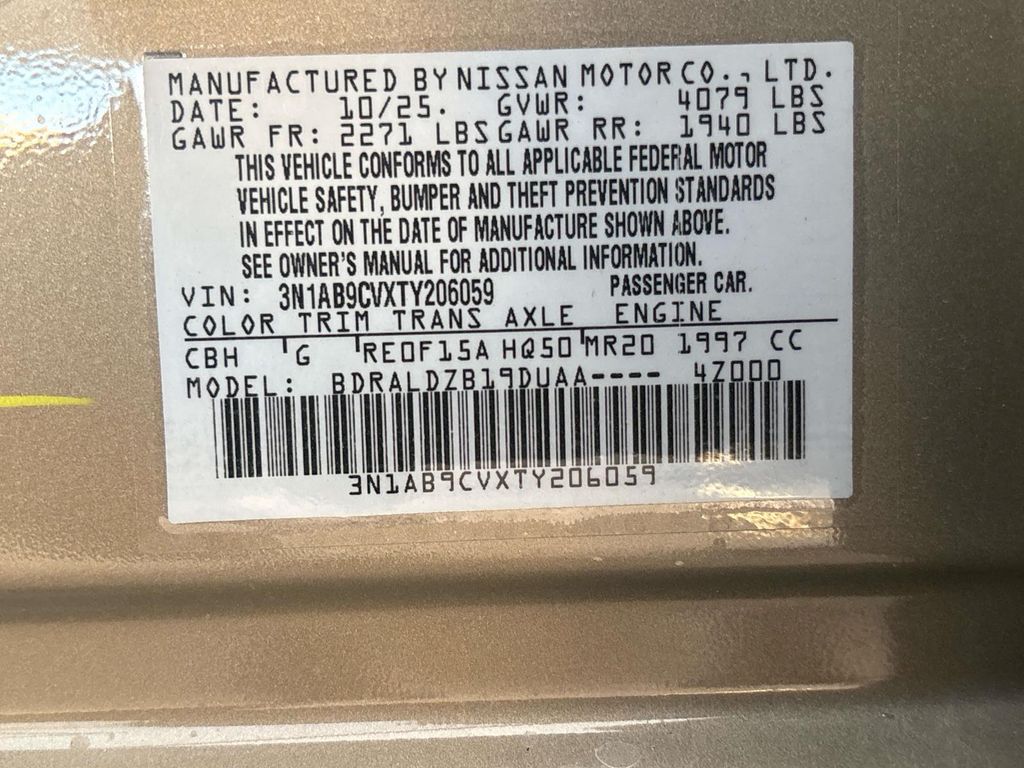 MANUFACTURED BY NISSAN MOTOR CO., LTD.
DATE: 10/25. GVWR: 4079 LBS
GAWR FR: 2271 LBS GAWR RR: 1940 LBS
THIS VEHICLE CONFORMS TO ALL APPLICABLE FEDERAL MOTOR
VEHICLE SAFETY, BUMPER AND THEFT PREVENTION STANDARDS
IN EFFECT ON THE DATE OF MANUFACTURE SHOWN ABOVE.
SEE OWNER'S MANUAL FOR ADDITIONAL INFORMATION.
VIN: 3N1AB9CVXTY206059 PASSENGER CAR.
COLOR TRIM TRANS AXLE ENGINE
CBH G RE0F15A HQ50 MR20 1997 CC
MODEL: BDRALDZB19DUAA---- 4Z000
3N1AB9CVXTY206059